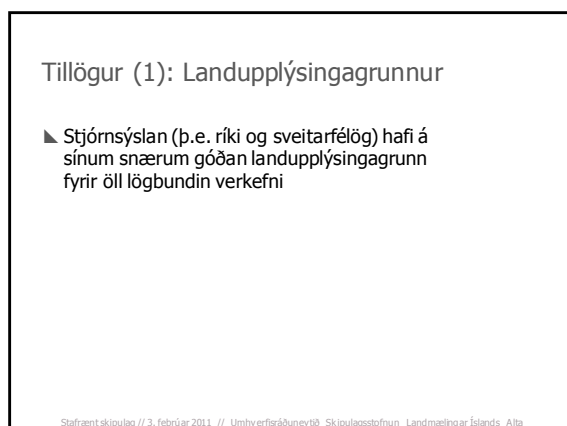 Tillögur (1): Landupplýsingagrunnur
Stjórnsýslan (þ.e. ríki og sveitarfélög) hafi á
sínum snærum góðan landupplýsingagrunn
fyrir öll lögbundin verkefni
Stafrænt skipulag // 3. febrúar 2011 // Umhverfisráðuneytið Skipulagsstofnun Landmælingar Íslands Alta